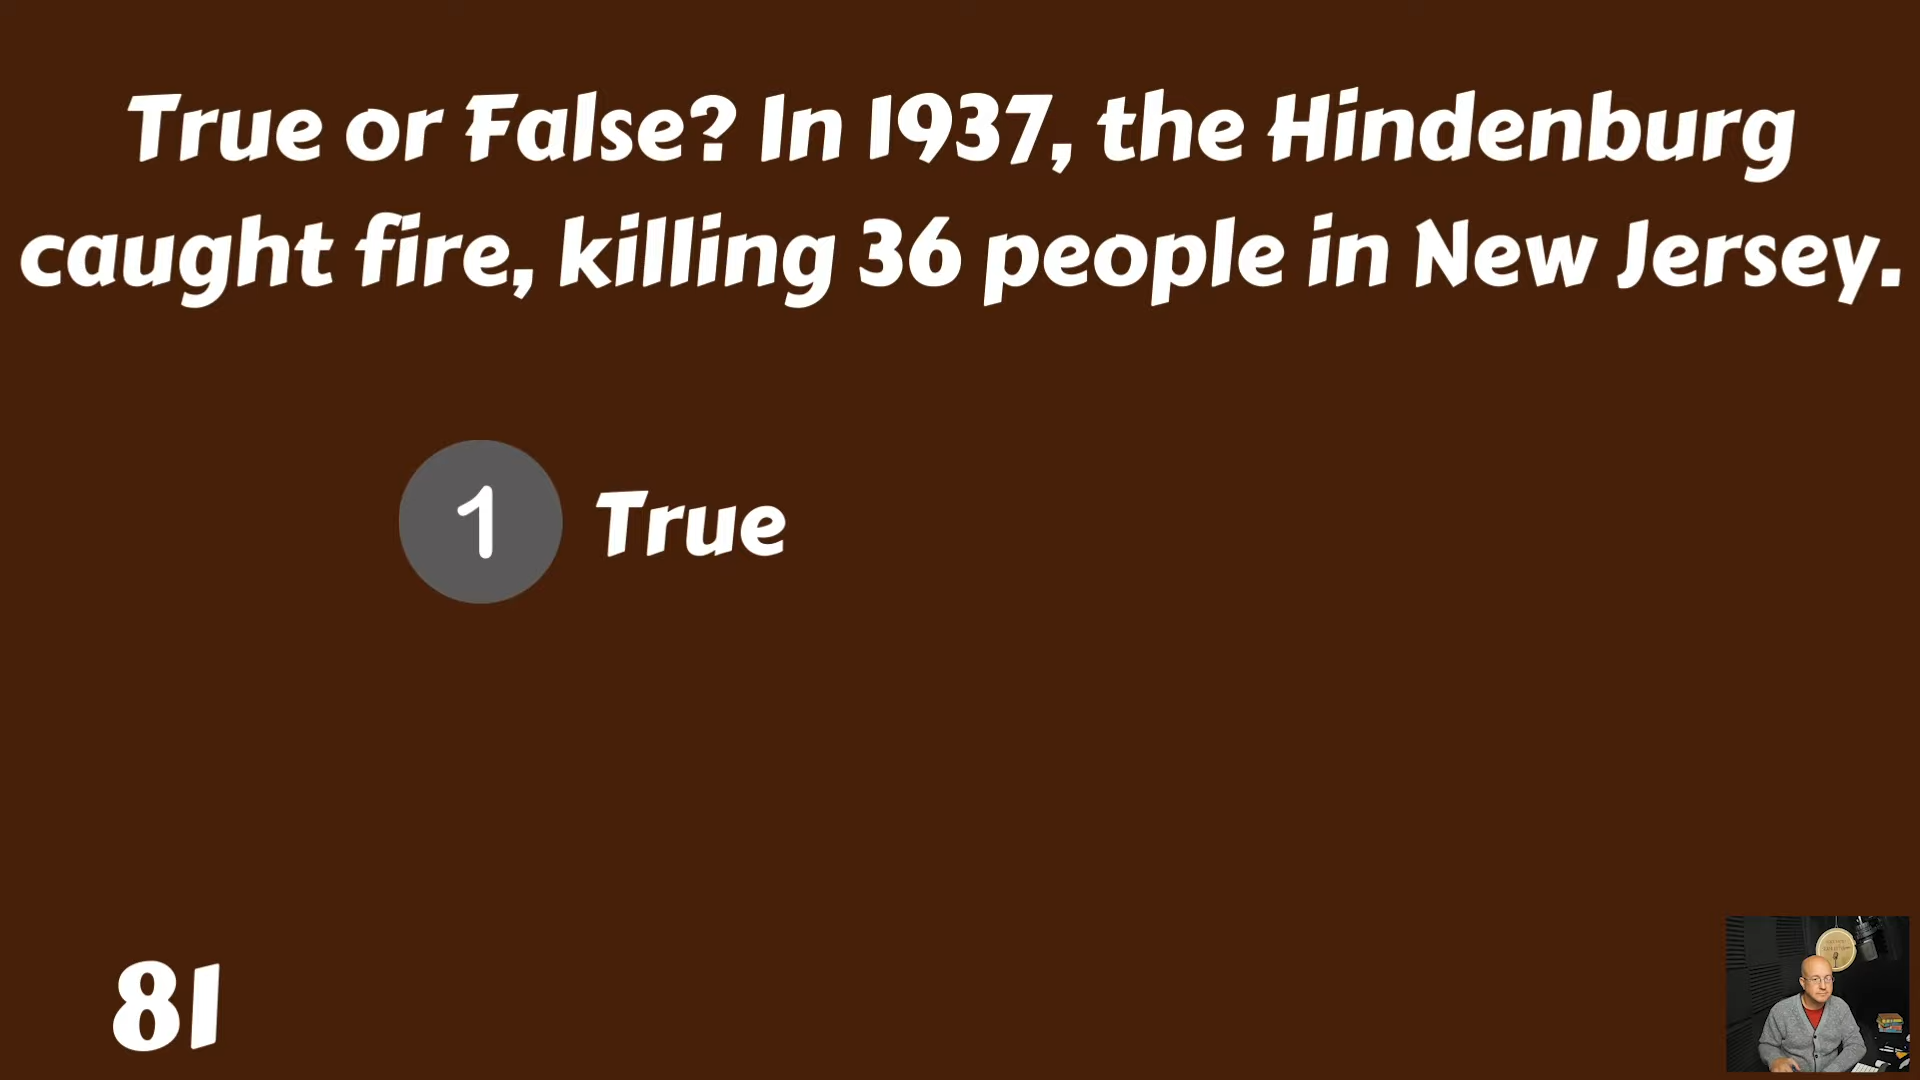 True or False? In 1937, the Hindenburg
caught fire, killing 36 people in New Jersey.
1 True
81